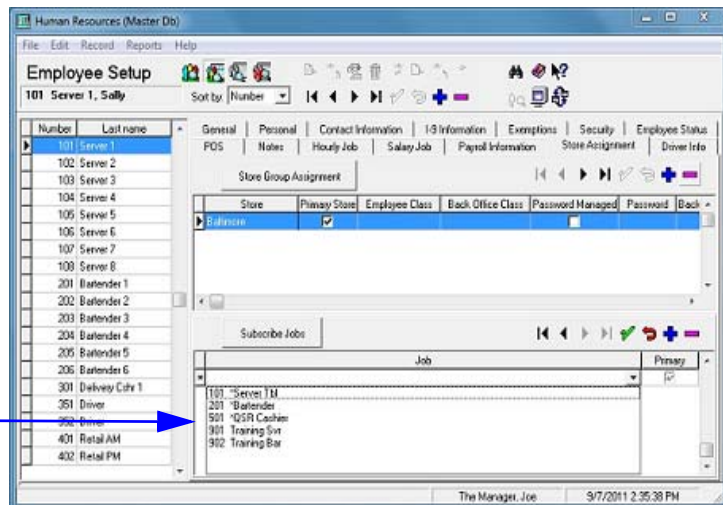 Human Resources (Master Db)
File Edit Record Reports Help
Employee Setup
101 Server 1, Sally
Sort by: Number
Number Last name
101 Server 1
102 Server 2
103 Server 3
104 Server 4
105 Server 5
106 Server 6
107 Server 7
108 Server 8
201 Bartender 1
202 Bartender 2
203 Bartender 3
204 Bartender 4
205 Bartender 5
206 Bartender 6
301 Delivery Cshr 1
351 Driver
352 Driver
401 Retail AM
402 Retail PM
General Personal Contact Information I-9 Information Exemptions Security Employee Status
POS Notes Hourly Job Salary Job Payroll Information Store Assignment Driver Info
Store Group Assignment
Store Primary Store Employee Class Back Office Class Password Managed Password Back
Baltimore
Subscribe Jobs
Job Primary
101 *Server Tbl
201 *Bartender
501 *QSR Cashier
901 Training Svr
902 Training Bar
The Manager, Joe 9/7/2011 2:35:38 PM